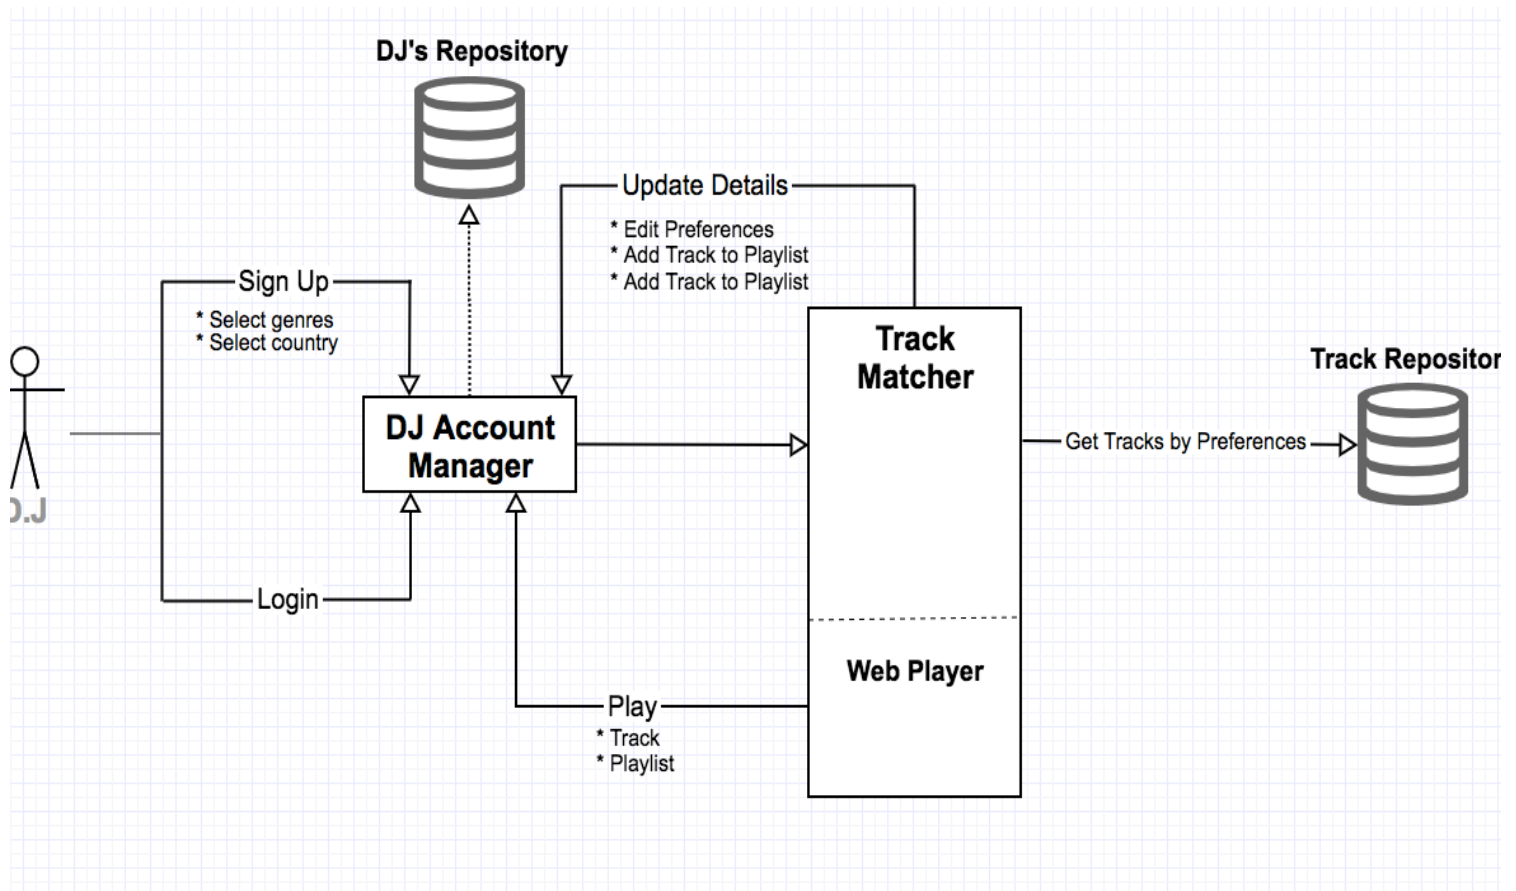 DJ's Repository
Update Details
* Edit Preferences
* Add Track to Playlist
* Add Track to Playlist
Sign Up
* Select genres
* Select country
Track
Matcher
Track Repositor
DJ Account
Manager
Get Tracks by Preferences
D.J
Login
Web Player
Play
* Track
* Playlist